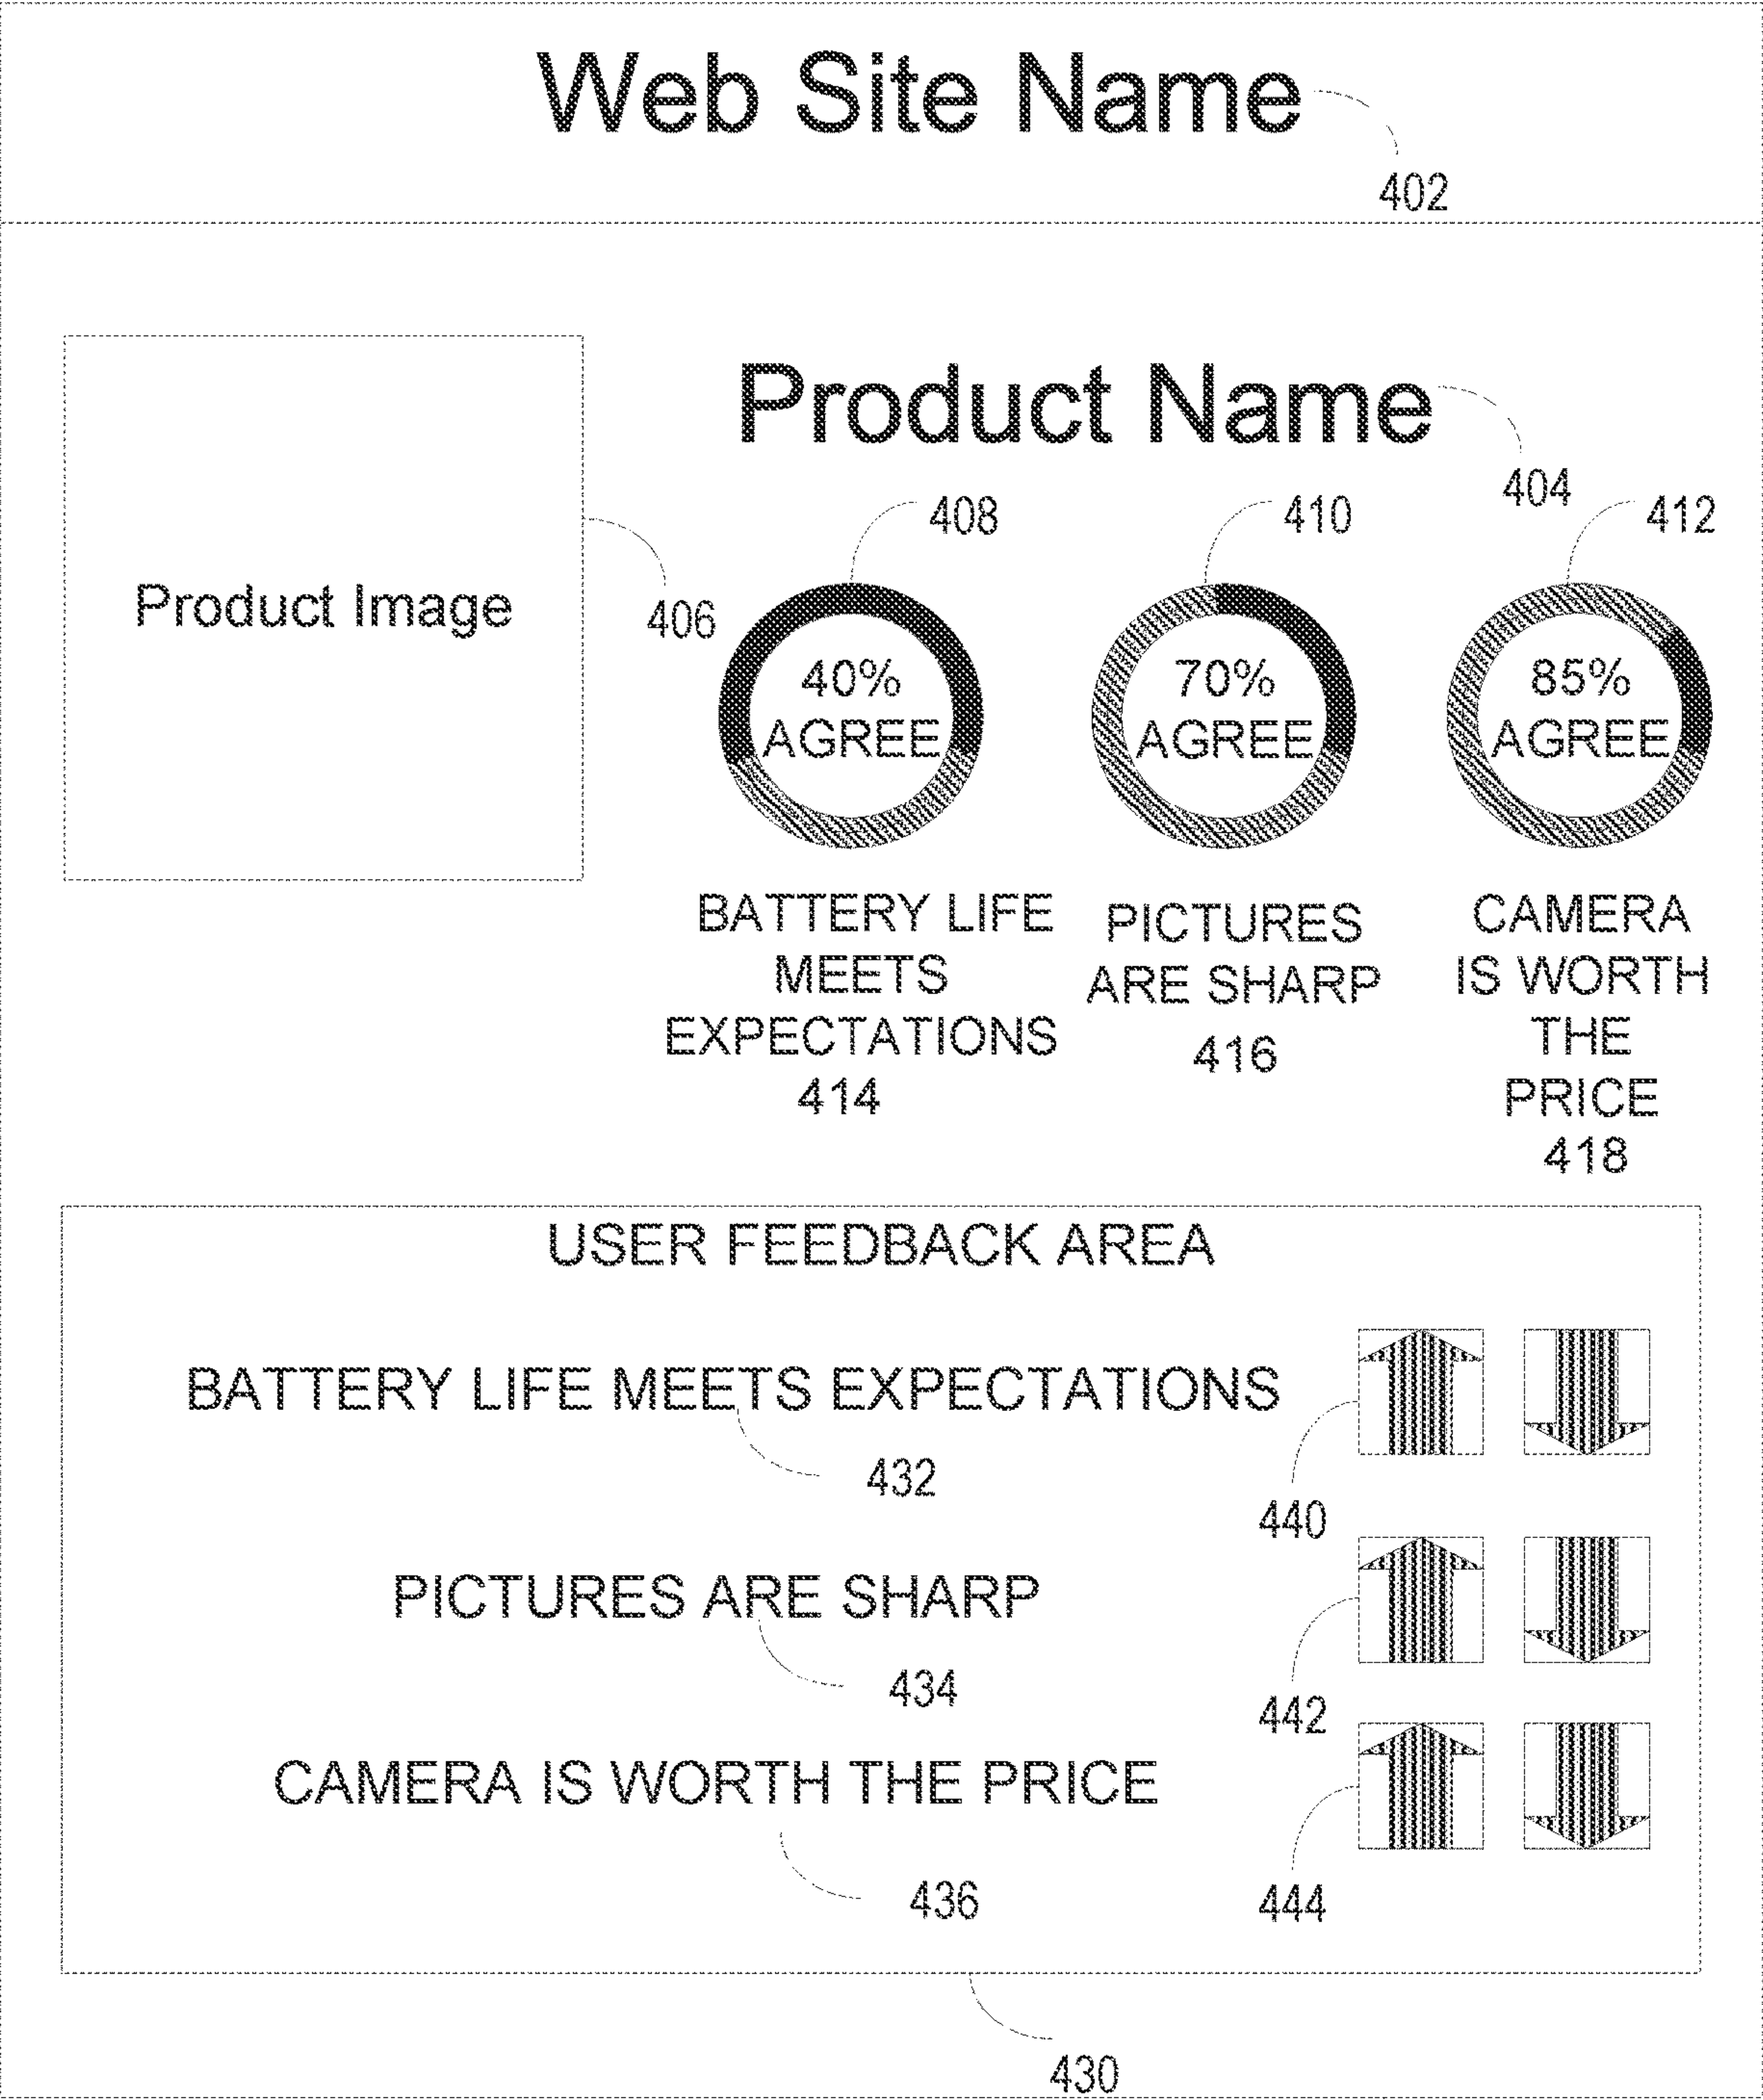 Web Site Name
402
Product Name
404
408
410
412
Product Image
406
40%
AGREE
70%
AGREE
85%
AGREE
BATTERY LIFE
MEETS
EXPECTATIONS
414
PICTURES
ARE SHARP
416
CAMERA
IS WORTH
THE
PRICE
418
USER FEEDBACK AREA
BATTERY LIFE MEETS EXPECTATIONS
432
440
PICTURES ARE SHARP
434
442
CAMERA IS WORTH THE PRICE
436
444
430